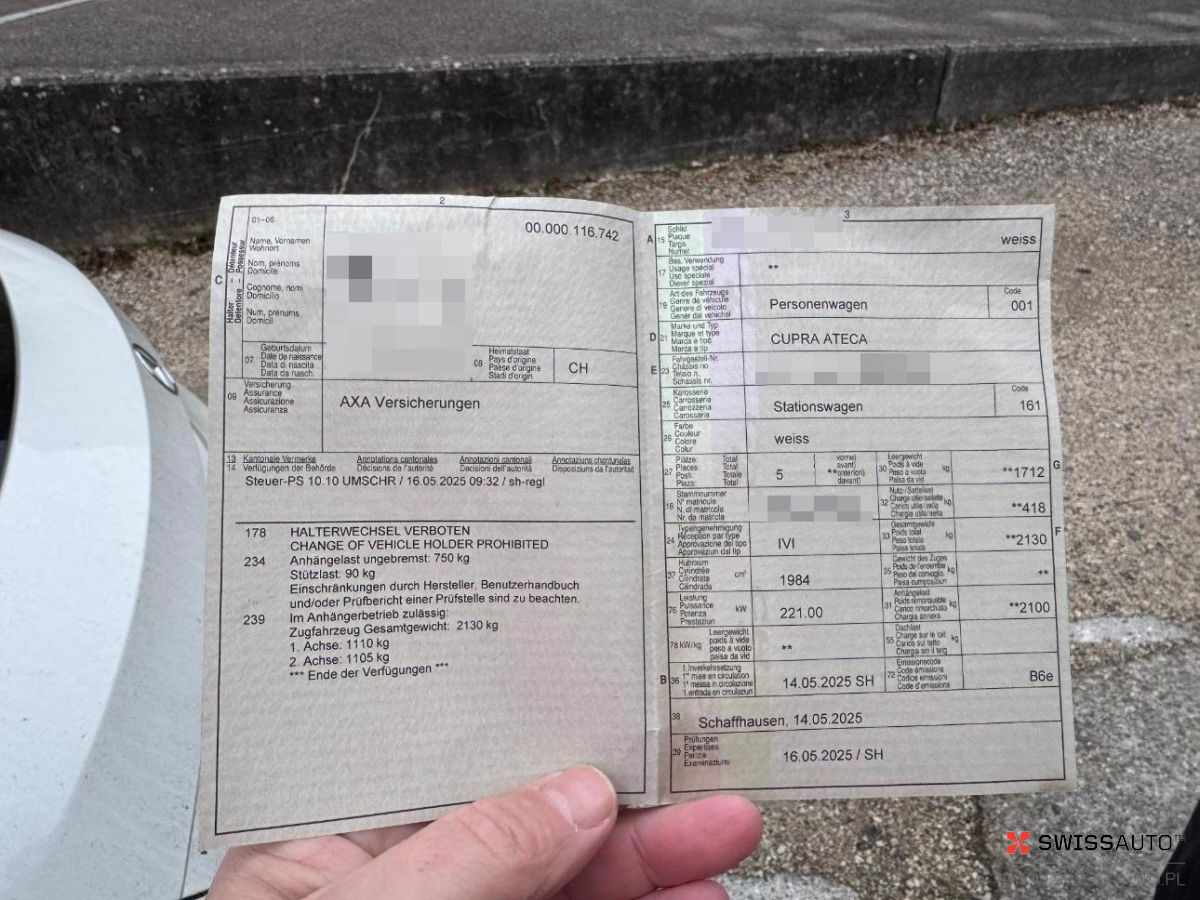 2
01-06
00.000.116.742
C
Halter - Détenteur
Detentore - Possessur
Name, Vornamen
Wohnort
Nom, prénoms
Domicile
Cognome, nomi
Domicilio
Num, prenums
Domicil
07
Geburtsdatum
Date de naissance
Data di nascita
Data da nasch.
08
Heimatstaat
Pays d'origine
Paese d'origine
Stadi d'origin
CH
09
Versicherung
Assurance
Assicurazione
Assicuranza
AXA Versicherungen
13 Kantonale Vermerke Annotations cantonales Annotazioni cantonali Annotaziuns chantunalas
14 Verfügungen der Behörde Décisions de l'autorité Decisioni dell'autorità Disposiziuns da l'autoritad
Steuer-PS 10.10 UMSCHR / 16.05.2025 09:32 / sh-regl
178 HALTERWECHSEL VERBOTEN
CHANGE OF VEHICLE HOLDER PROHIBITED
234 Anhängelast ungebremst: 750 kg
Stützlast: 90 kg
Einschränkungen durch Hersteller, Benutzerhandbuch
und/oder Prüfbericht einer Prüfstelle sind zu beachten.
239 Im Anhängerbetrieb zulässig:
Zugfahrzeug Gesamtgewicht: 2130 kg
1. Achse: 1110 kg
2. Achse: 1105 kg
*** Ende der Verfügungen ***
3
A 15
Schild
Plaque
Targa
Numer
weiss
17
Bes. Verwendung
Usage spécial
Uso speciale
Diever spezial
**
19
Art des Fahrzeugs
Genre de véhicule
Genere di veicolo
Gener dal vehichel
Personenwagen
Code
001
D 21
Marke und Typ
Marque et type
Marca e tipo
Marca e tip
CUPRA ATECA
E 23
Fahrgestell-Nr.
Châssis no
Telaio n.
Schassis nr.
25
Karosserie
Carrosserie
Carrozzeria
Carossaria
Stationswagen
Code
161
26
Farbe
Couleur
Colore
Colur
weiss
27
Plätze: Total
Places: Total
Posti: Totale
Plazs: Total
5
(vorne)
avant)
**anteriori)
davant)
30
Leergewicht
Poids à vide
Peso a vuoto
Paisa da vid
kg
**1712
G
18
Stammnummer
N° matricule
N. di matricola
Nr. da matricla
32
Nutz-/Sattellast
Charge utile/sellette
Carico utile/sella
Chargia utila/sella
kg
**418
24
Typengenehmigung
Réception par type
Approvazione del tipo
Approvaziun dal tip
IVI
33
Gesamtgewicht
Poids total
Peso totale
Paisa totala
kg
**2130
F
37
Hubraum
Cylindrée
Cilindrata
Cilindrada
cm³
1984
35
Gewicht des Zuges
Poids de l'ensemble
Peso del convoglio
Paisa cumposiziun
kg
**
76
Leistung
Puissance
Potenza
Prestaziun
kW
221.00
31
Anhängelast
Poids remorquable
Carico rimorchiato
Chargia annexa
kg
**2100
78 kW/kg
Leergewicht
poids à vide
peso a vuoto
paisa da vid
**
55
Dachlast
Charge sur le toit
Carico sul tetto
Chargia sin il tetg
kg
B 36
1. Inverkehrsetzung
1re mise en circulation
1a messa in circolazione
1. entrada en circulaziun
14.05.2025 SH
72
Emissionscode
Code émissions
Codice emissioni
Code d'emissiuns
B6e
38
Schaffhausen, 14.05.2025
39
Prüfungen
Expertises
Perizie
Examinaziuns
16.05.2025 / SH
SWISSAUTO